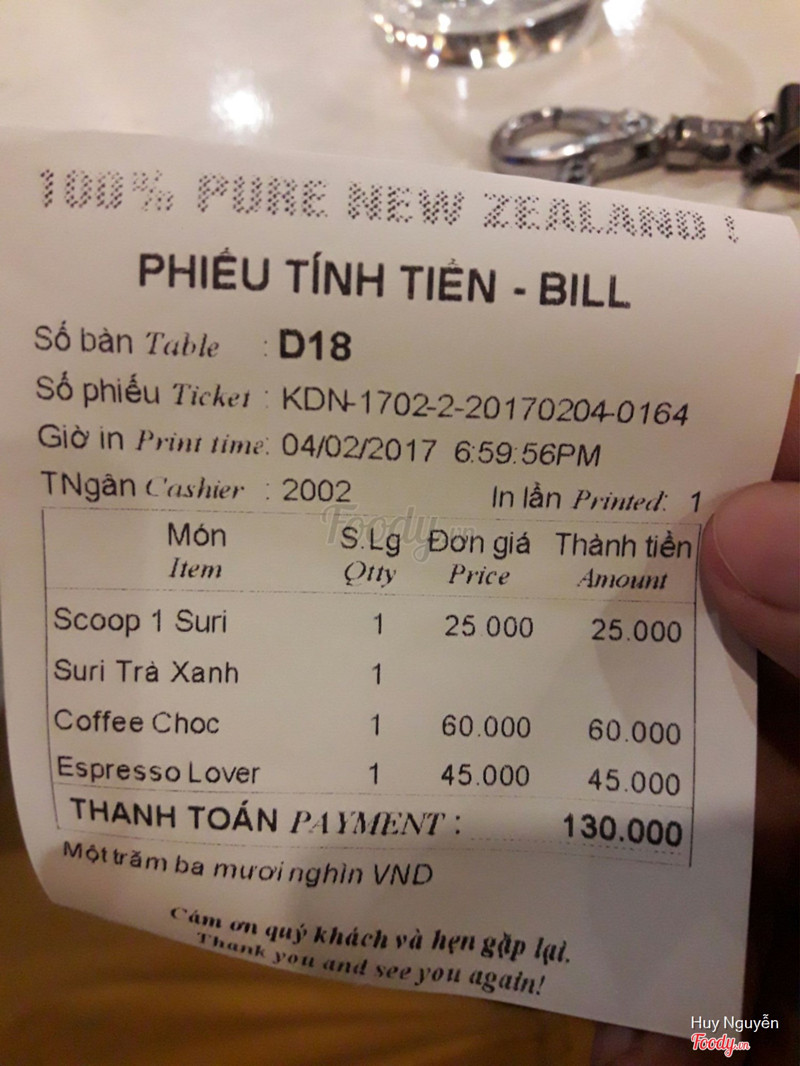 100% PURE NEW ZEALAND !
PHIẾU TÍNH TIỀN - BILL
Số bàn Table : D18
Số phiếu Ticket : KDN-1702-2-20170204-0164
Giờ in Print time: 04/02/2017 6:59:56PM
TNgân Cashier : 2002 In lần Printed: 1
Món S.Lg Đơn giá Thành tiền
Item Qtty Price Amount
Scoop 1 Suri 1 25.000 25.000
Suri Trà Xanh 1
Coffee Choc 1 60.000 60.000
Espresso Lover 1 45.000 45.000
THANH TOÁN PAYMENT : 130.000
Một trăm ba mươi nghìn VND
Cám ơn quý khách và hẹn gặp lại.
Thank you and see you again!
Foody.vn
Huy Nguyễn
Foody.vn